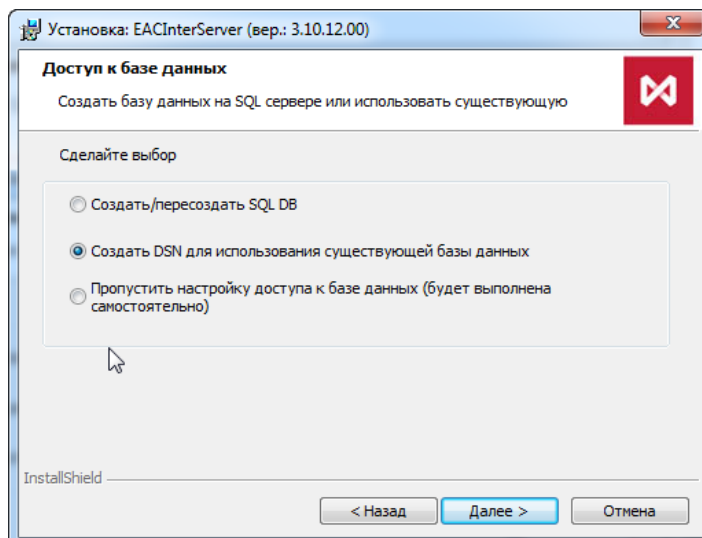 Установка: EACInterServer (вер.: 3.10.12.00)
Доступ к базе данных
Создать базу данных на SQL сервере или использовать существующую
Сделайте выбор
Создать/пересоздать SQL DB
Создать DSN для использования существующей базы данных
Пропустить настройку доступа к базе данных (будет выполнена
самостоятельно)
InstallShield
< Назад
Далее >
Отмена